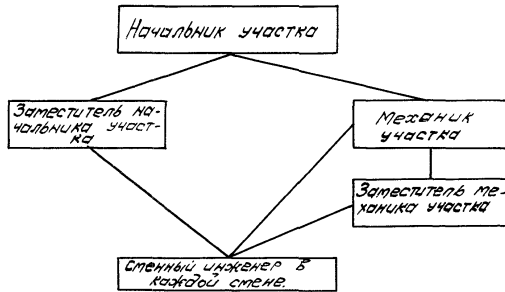 Начальник участка
Заместитель на-
чальника участ-
ка
Механик
участка
Заместитель ме-
ханика участка
Сменный инженер в
каждой смене.